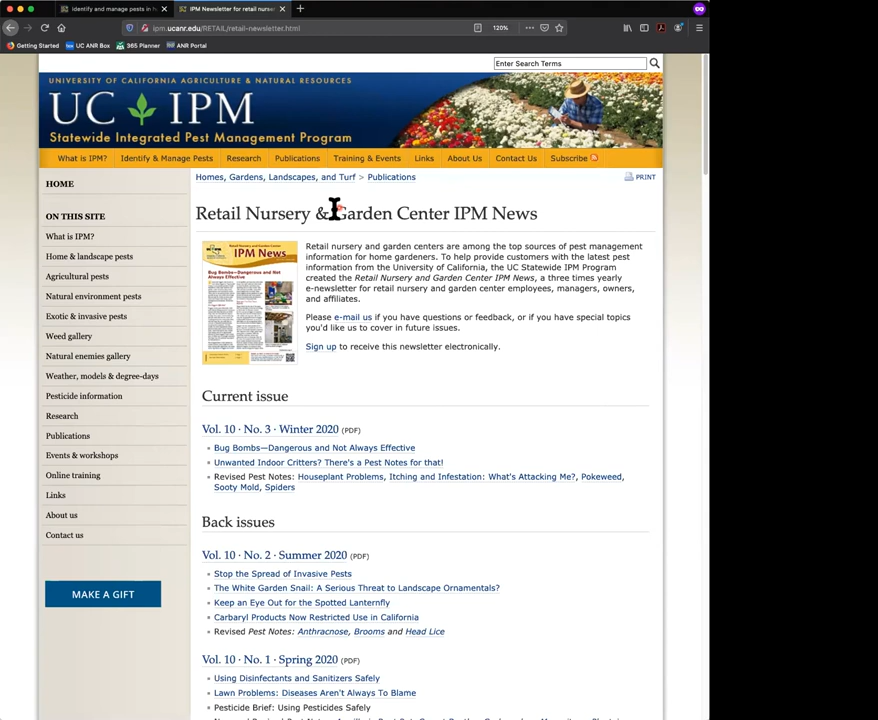 Identify and manage pests in h
IPM Newsletter for retail nurse
ipm.ucanr.edu/RETAIL/retail-newsletter.html
120%
Getting Started
UC ANR Box
365 Planner
ANR Portal
Enter Search Terms
UNIVERSITY OF CALIFORNIA AGRICULTURE & NATURAL RESOURCES
UC IPM
Statewide Integrated Pest Management Program
What is IPM? Identify & Manage Pests Research Publications Training & Events Links About Us Contact Us Subscribe
HOME
ON THIS SITE
What is IPM?
Home & landscape pests
Agricultural pests
Natural environment pests
Exotic & invasive pests
Weed gallery
Natural enemies gallery
Weather, models & degree-days
Pesticide information
Research
Publications
Events & workshops
Online training
Links
About us
Contact us
MAKE A GIFT
Homes, Gardens, Landscapes, and Turf > Publications
PRINT
Retail Nursery & Garden Center IPM News
IPM News
Bug Bombs—Dangerous and Not
Always Effective
Retail nursery and garden centers are among the top sources of pest management
information for home gardeners. To help provide customers with the latest pest
information from the University of California, the UC Statewide IPM Program
created the Retail Nursery and Garden Center IPM News, a three times yearly
e-newsletter for retail nursery and garden center employees, managers, owners,
and affiliates.
Please e-mail us if you have questions or feedback, or if you have special topics
you'd like us to cover in future issues.
Sign up to receive this newsletter electronically.
Current issue
Vol. 10 · No. 3 · Winter 2020 (PDF)
Bug Bombs—Dangerous and Not Always Effective
Unwanted Indoor Critters? There's a Pest Notes for that!
Revised Pest Notes: Houseplant Problems, Itching and Infestation: What's Attacking Me?, Pokeweed,
Sooty Mold, Spiders
Back issues
Vol. 10 · No. 2 · Summer 2020 (PDF)
Stop the Spread of Invasive Pests
The White Garden Snail: A Serious Threat to Landscape Ornamentals?
Keep an Eye Out for the Spotted Lanternfly
Carbaryl Products Now Restricted Use in California
Revised Pest Notes: Anthracnose, Brooms and Head Lice
Vol. 10 · No. 1 · Spring 2020 (PDF)
Using Disinfectants and Sanitizers Safely
Lawn Problems: Diseases Aren't Always To Blame
Pesticide Brief: Using Pesticides Safely